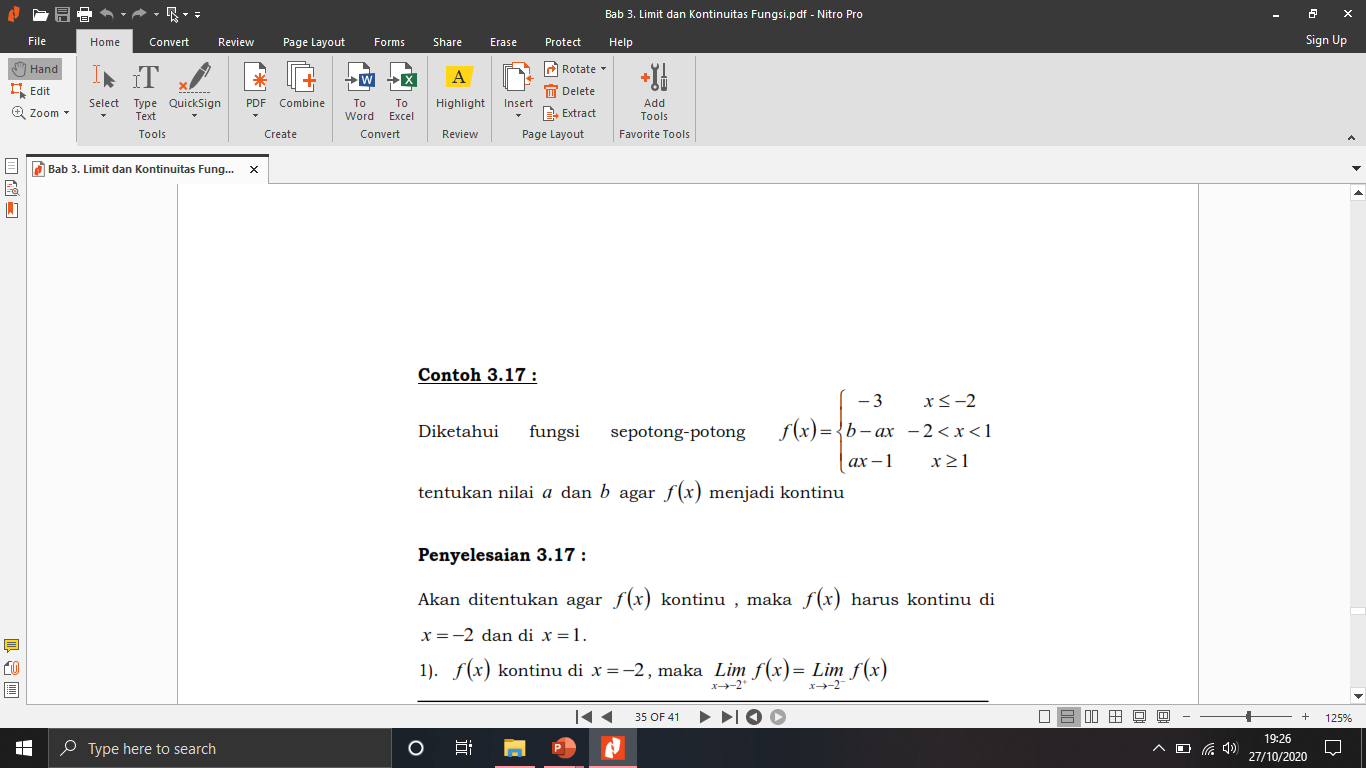 Bab 3. Limit dan Kontinuitas Fungsi.pdf - Nitro Pro
File Home Convert Review Page Layout Forms Share Erase Protect Help Sign Up
Hand
Edit
Zoom
Select
Type Text
QuickSign
Tools
PDF
Combine
Create
W
To Word
X
To Excel
Convert
A
Highlight
Review
Insert
Rotate
Delete
Extract
Page Layout
Add Tools
Favorite Tools
Bab 3. Limit dan Kontinuitas Fung...
Contoh 3.17 :
− 3 x ≤ −2
Diketahui fungsi sepotong-potong f(x) = { b − ax − 2 < x < 1
ax − 1 x ≥ 1
tentukan nilai a dan b agar f(x) menjadi kontinu
Penyelesaian 3.17 :
Akan ditentukan agar f(x) kontinu , maka f(x) harus kontinu di
x = −2 dan di x = 1.
1). f(x) kontinu di x = −2 , maka Lim x→−2⁺ f(x) = Lim x→−2⁻ f(x)
35 OF 41
125%
Type here to search
19:26
27/10/2020